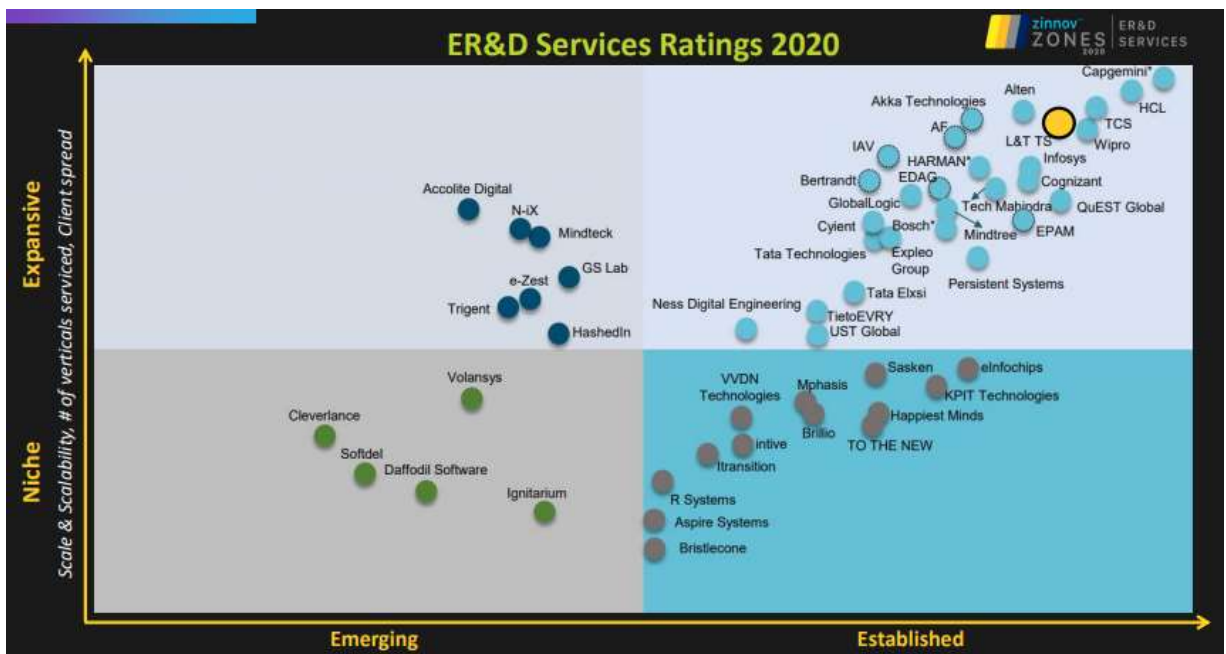 ER&D Services Ratings 2020
zinnov
ZONES
2020
ER&D
SERVICES
Capgemini*
HCL
Alten
TCS
Akka Technologies
AF
L&T TS
Wipro
IAV
HARMAN*
Infosys
Bertrandt
EDAG
Cognizant
GlobalLogic
Tech Mahindra
QuEST Global
Cyient
Bosch*
Mindtree
EPAM
Tata Technologies
Expleo
Group
Persistent Systems
Accolite Digital
N-iX
Mindteck
GS Lab
e-Zest
Trigent
HashedIn
Tata Elxsi
Ness Digital Engineering
TietoEVRY
UST Global
Volansys
Cleverlance
Softdel
Daffodil Software
Ignitarium
Sasken
eInfochips
VVDN
Technologies
Mphasis
KPIT Technologies
Happiest Minds
Brillio
TO THE NEW
intive
Itransition
R Systems
Aspire Systems
Bristlecone
Expansive
Niche
Scale & Scalability, # of verticals serviced, Client spread
Emerging
Established